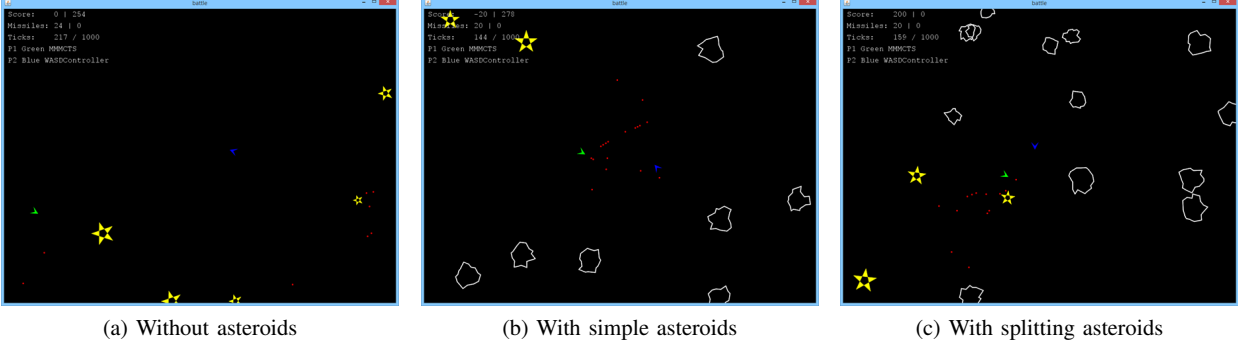 battle
Score: 0 | 254
Missiles: 24 | 0
Ticks: 217 / 1000
P1 Green MMMCTS
P2 Blue WASDController
(a) Without asteroids
battle
Score: -20 | 278
Missiles: 20 | 0
Ticks: 144 / 1000
P1 Green MMMCTS
P2 Blue WASDController
(b) With simple asteroids
battle
Score: 200 | 0
Missiles: 20 | 0
Ticks: 159 / 1000
P1 Green MMMCTS
P2 Blue WASDController
(c) With splitting asteroids